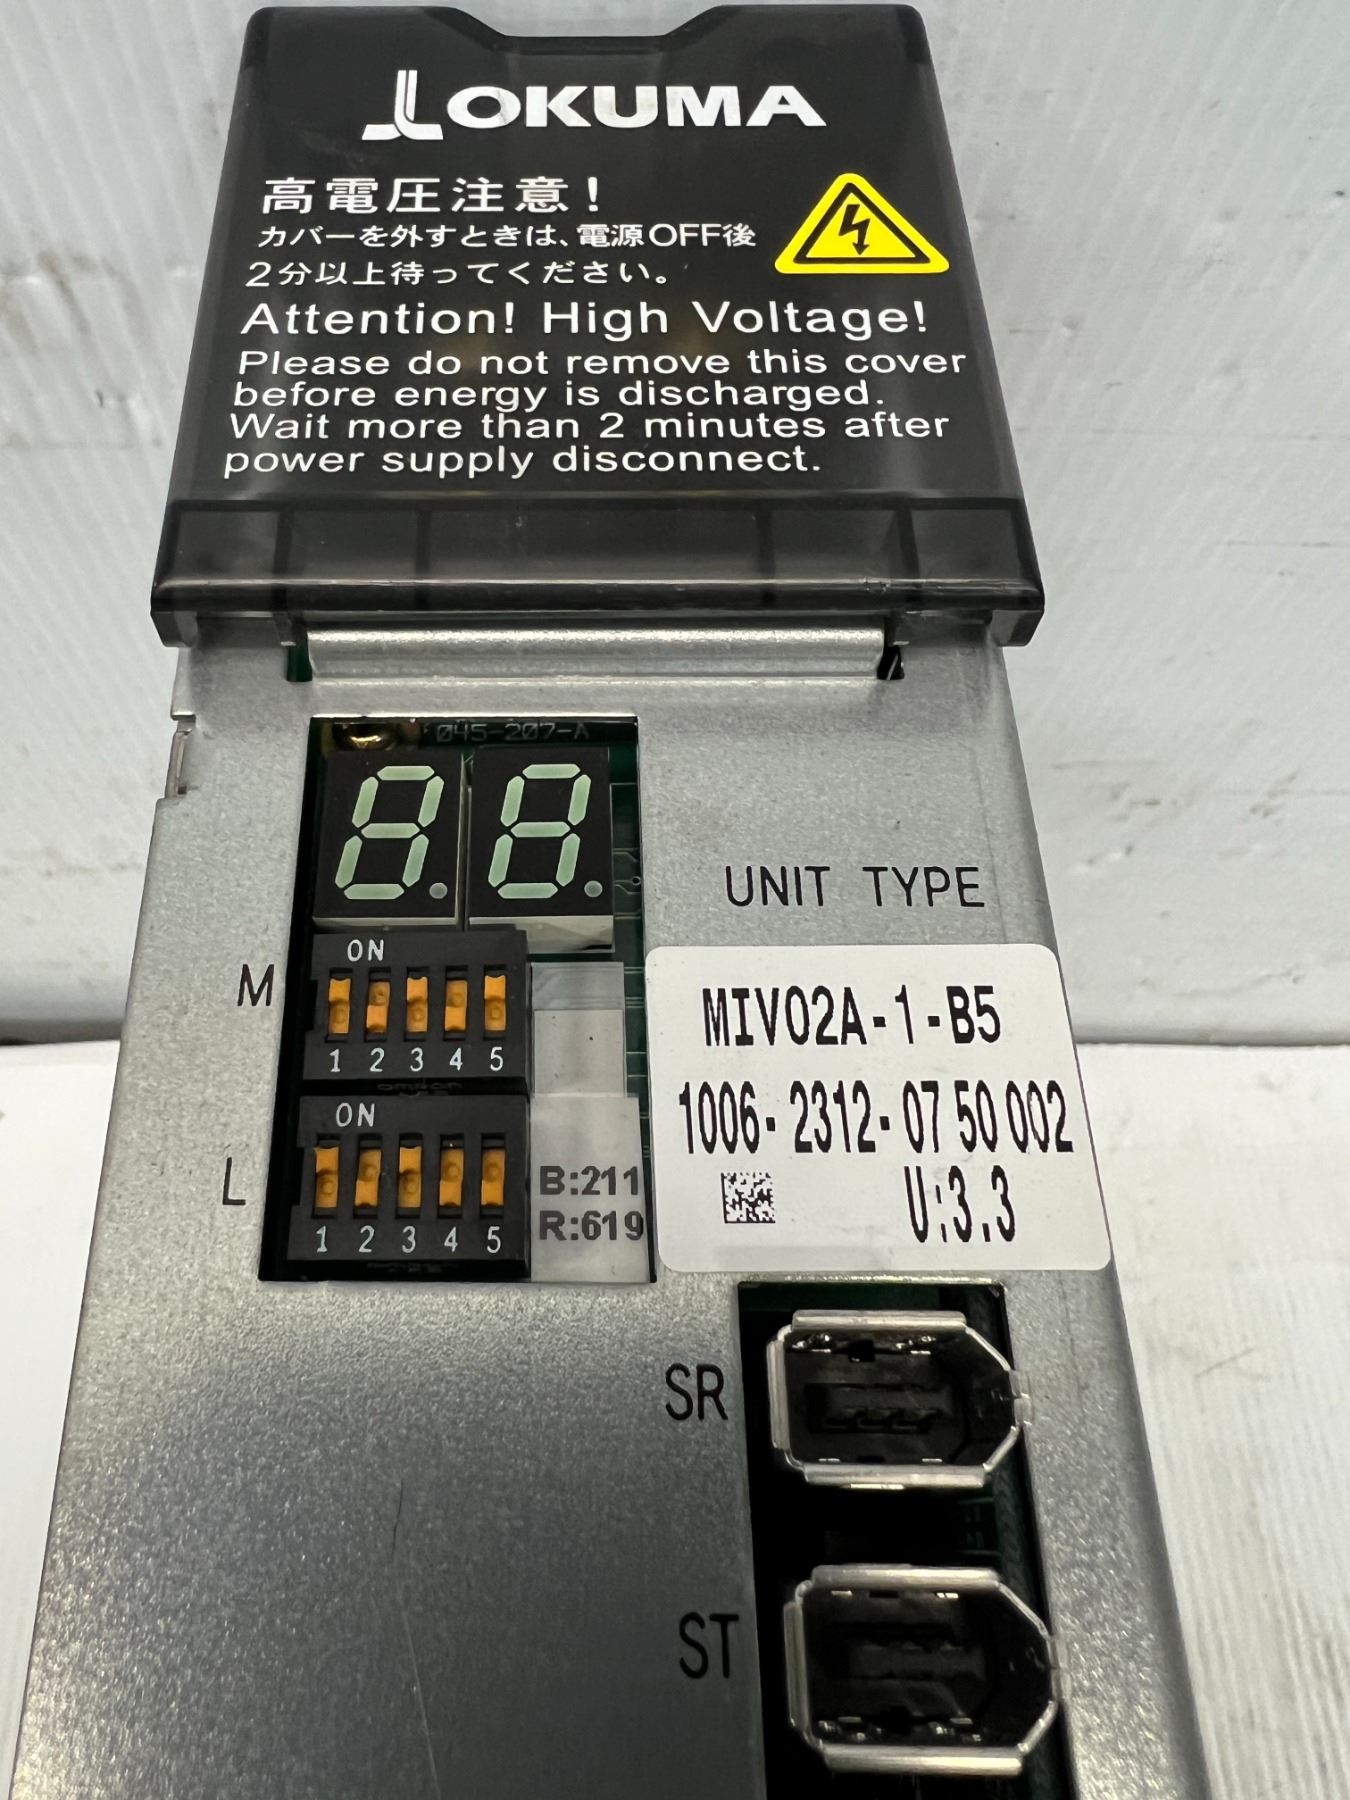 OKUMA
高電圧注意!
カバーを外すときは、電源OFF後
2分以上待ってください。
Attention! High Voltage!
Please do not remove this cover
before energy is discharged.
Wait more than 2 minutes after
power supply disconnect.
045-207-A
UNIT TYPE
M
ON
1 2 3 4 5
OMRON
MIV02A-1-B5
1006-2312-07 50 002
U:3.3
L
ON
1 2 3 4 5
B:211
R:619
SR
ST